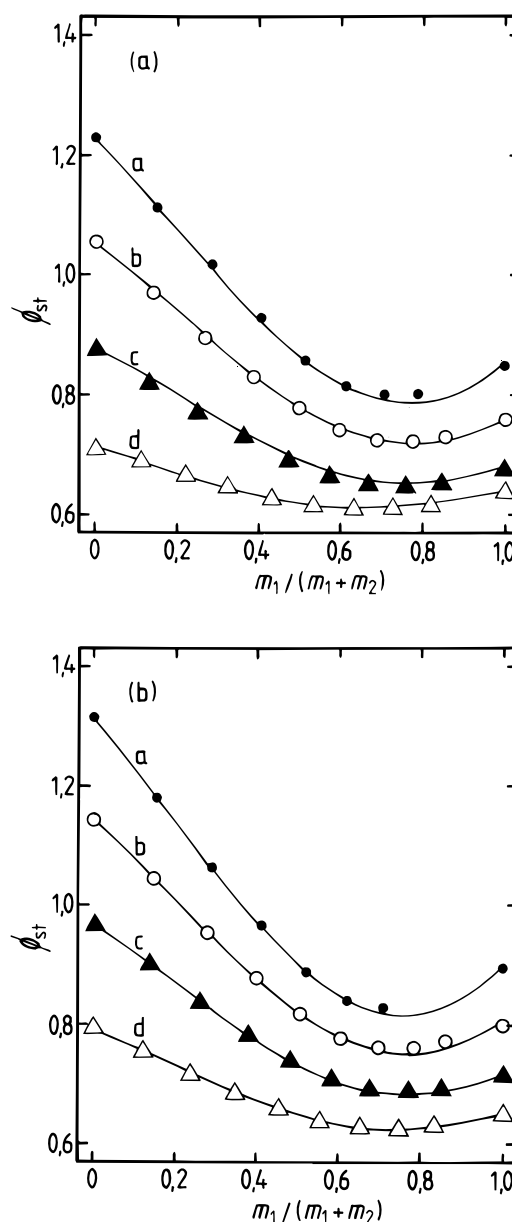 1,4
(a)
1,2
a
b
1,0
ϕst
c
0,8
d
0,6
0 0,2 0,4 0,6 0,8 1,0
m1 / (m1 + m2)
1,4
(b)
a
1,2
b
1,0
ϕst
c
0,8
d
0,6
0 0,2 0,4 0,6 0,8 1,0
m1 / (m1 + m2)